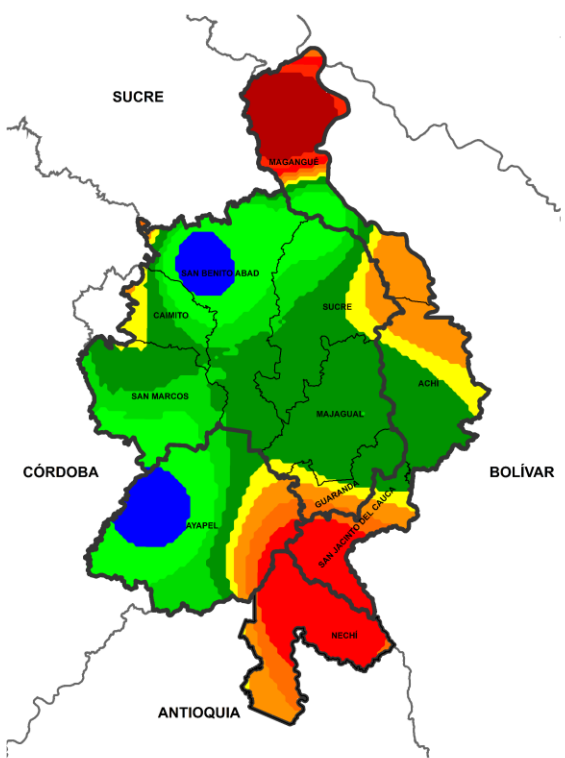 SUCRE
MAGANGUÉ
SAN BENITO ABAD
CAIMITO
SUCRE
ACHÍ
SAN MARCOS
MAJAGUAL
CÓRDOBA
BOLÍVAR
GUARANDA
SAN JACINTO DEL CAUCA
AYAPEL
NECHÍ
ANTIOQUIA